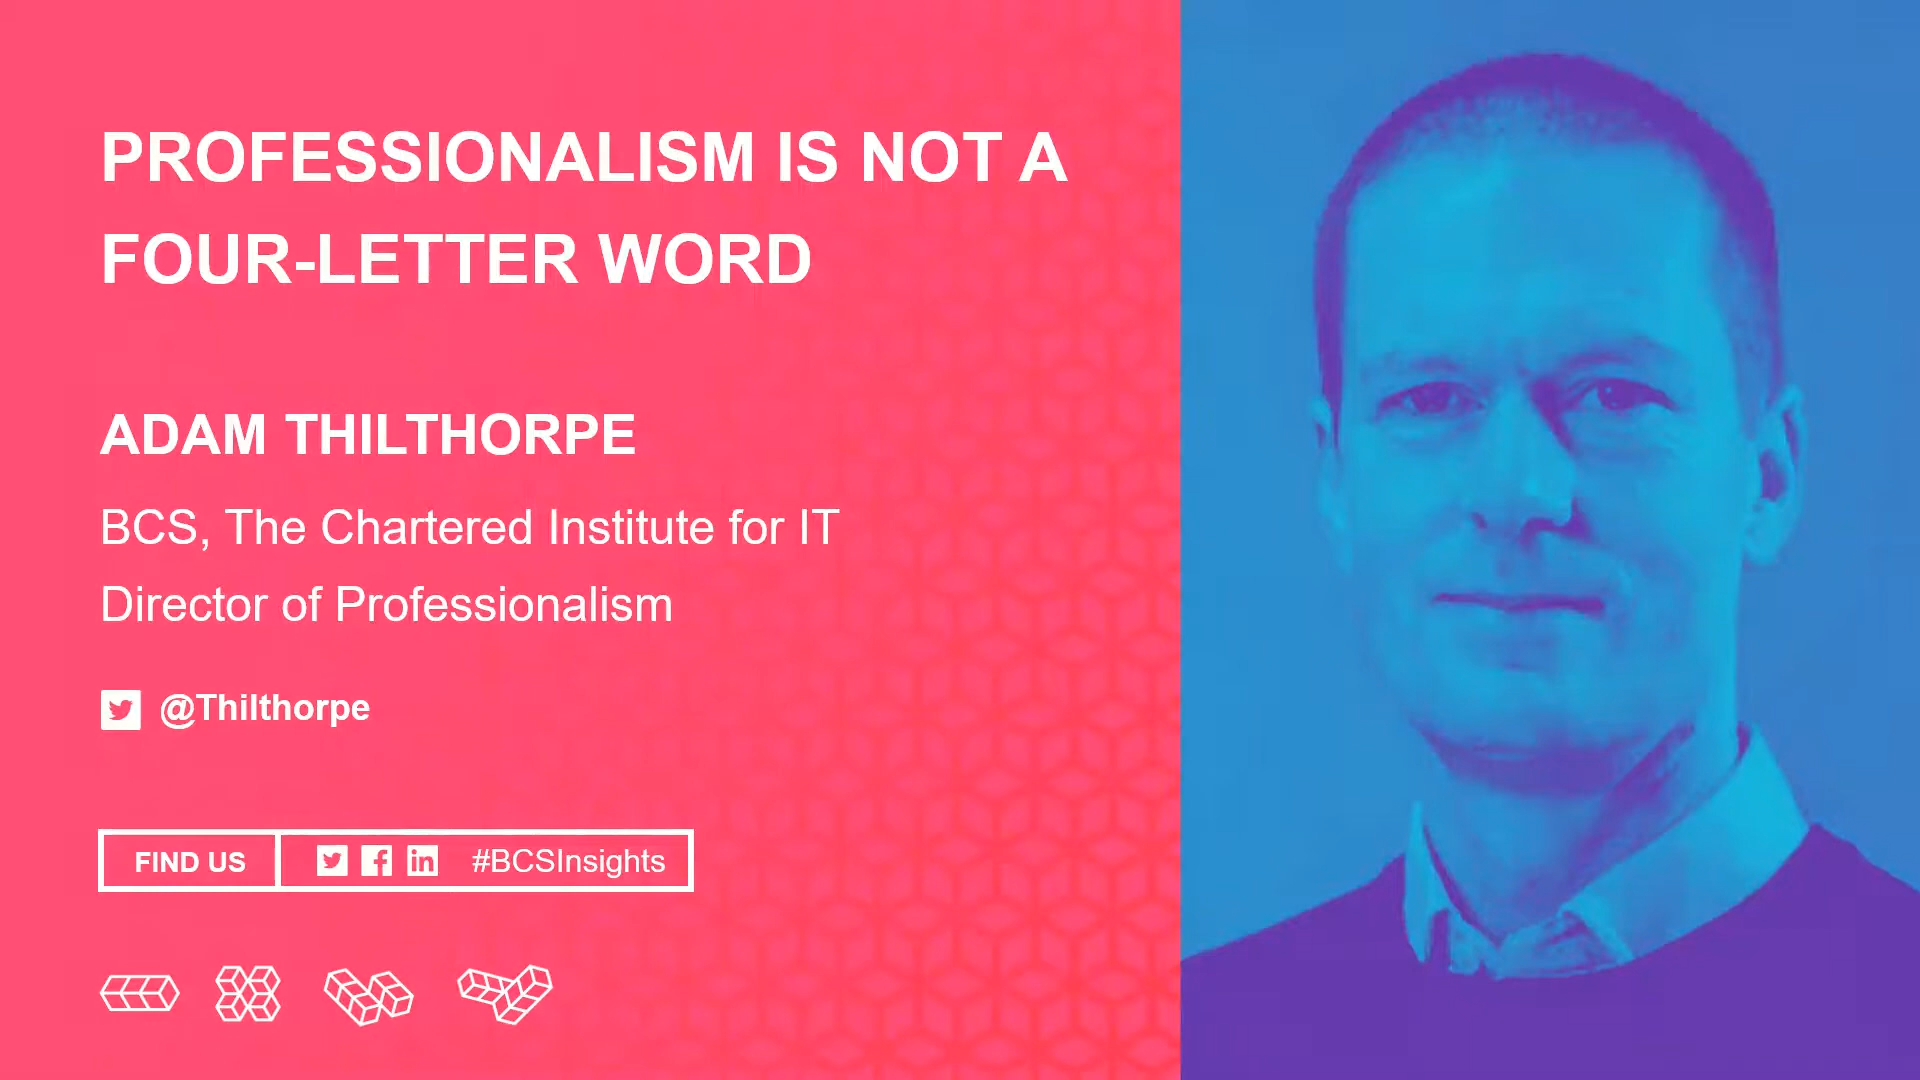 PROFESSIONALISM IS NOT A
FOUR-LETTER WORD
ADAM THILTHORPE
BCS, The Chartered Institute for IT
Director of Professionalism
@Thilthorpe
FIND US #BCSInsights